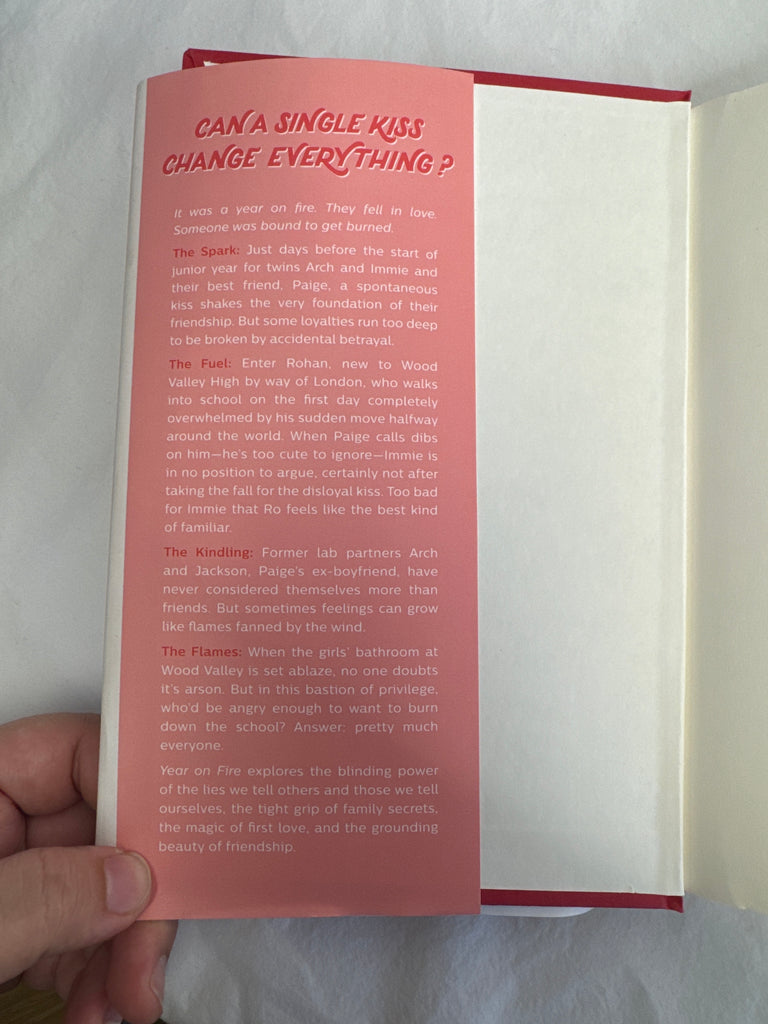 CAN A SINGLE KISS
CHANGE EVERYTHING?
It was a year on fire. They fell in love.
Someone was bound to get burned.
The Spark: Just days before the start of
junior year for twins Arch and Immie and
their best friend, Paige, a spontaneous
kiss shakes the very foundation of their
friendship. But some loyalties run too deep
to be broken by accidental betrayal.
The Fuel: Enter Rohan, new to Wood
Valley High by way of London, who walks
into school on the first day completely
overwhelmed by his sudden move halfway
around the world. When Paige calls dibs
on him—he's too cute to ignore—Immie is
in no position to argue, certainly not after
taking the fall for the disloyal kiss. Too bad
for Immie that Ro feels like the best kind
of familiar.
The Kindling: Former lab partners Arch
and Jackson, Paige's ex-boyfriend, have
never considered themselves more than
friends. But sometimes feelings can grow
like flames fanned by the wind.
The Flames: When the girls' bathroom at
Wood Valley is set ablaze, no one doubts
it's arson. But in this bastion of privilege,
who'd be angry enough to want to burn
down the school? Answer: pretty much
everyone.
Year on Fire explores the blinding power
of the lies we tell others and those we tell
ourselves, the tight grip of family secrets,
the magic of first love, and the grounding
beauty of friendship.